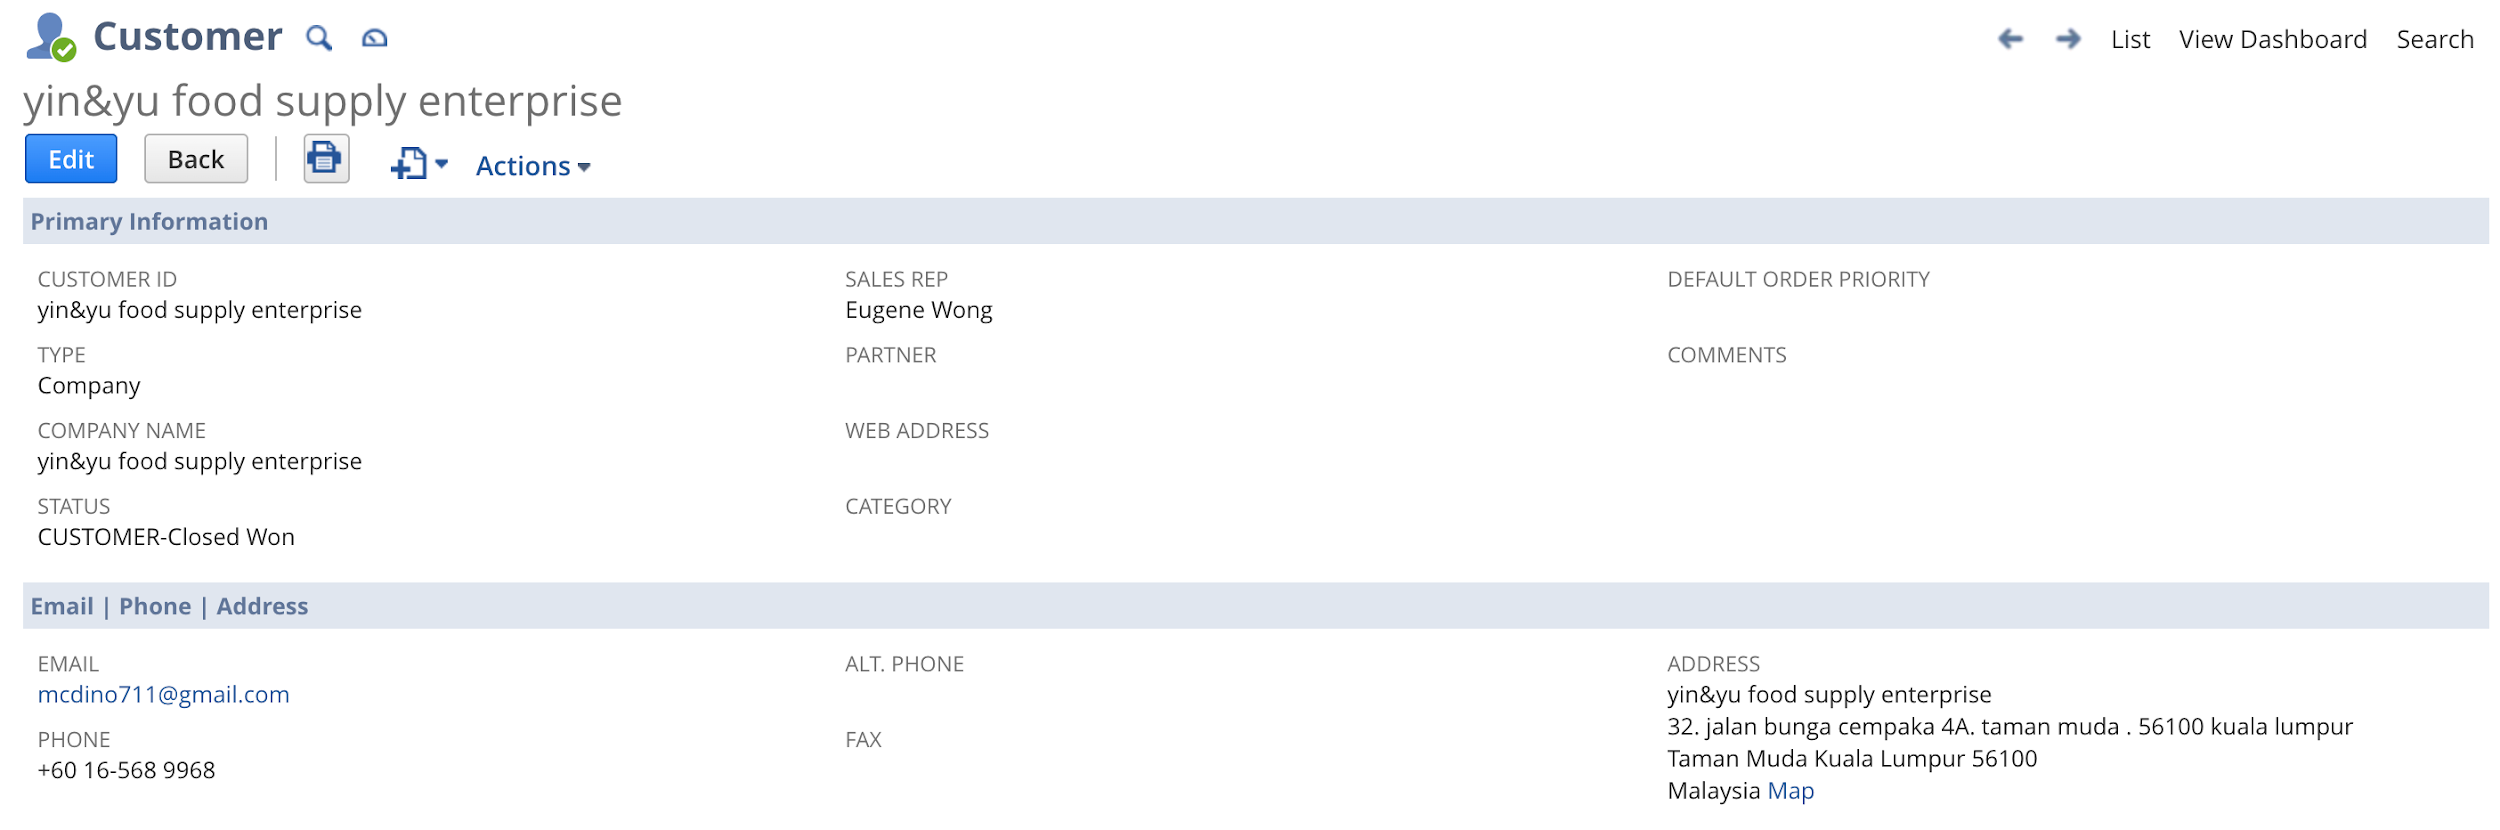 Customer
List View Dashboard Search
yin&yu food supply enterprise
Edit Back Actions
Primary Information
CUSTOMER ID
yin&yu food supply enterprise
TYPE
Company
COMPANY NAME
yin&yu food supply enterprise
STATUS
CUSTOMER-Closed Won
SALES REP
Eugene Wong
PARTNER
WEB ADDRESS
CATEGORY
DEFAULT ORDER PRIORITY
COMMENTS
Email | Phone | Address
EMAIL
mcdino711@gmail.com
PHONE
+60 16-568 9968
ALT. PHONE
FAX
ADDRESS
yin&yu food supply enterprise
32. jalan bunga cempaka 4A. taman muda . 56100 kuala lumpur
Taman Muda Kuala Lumpur 56100
Malaysia Map